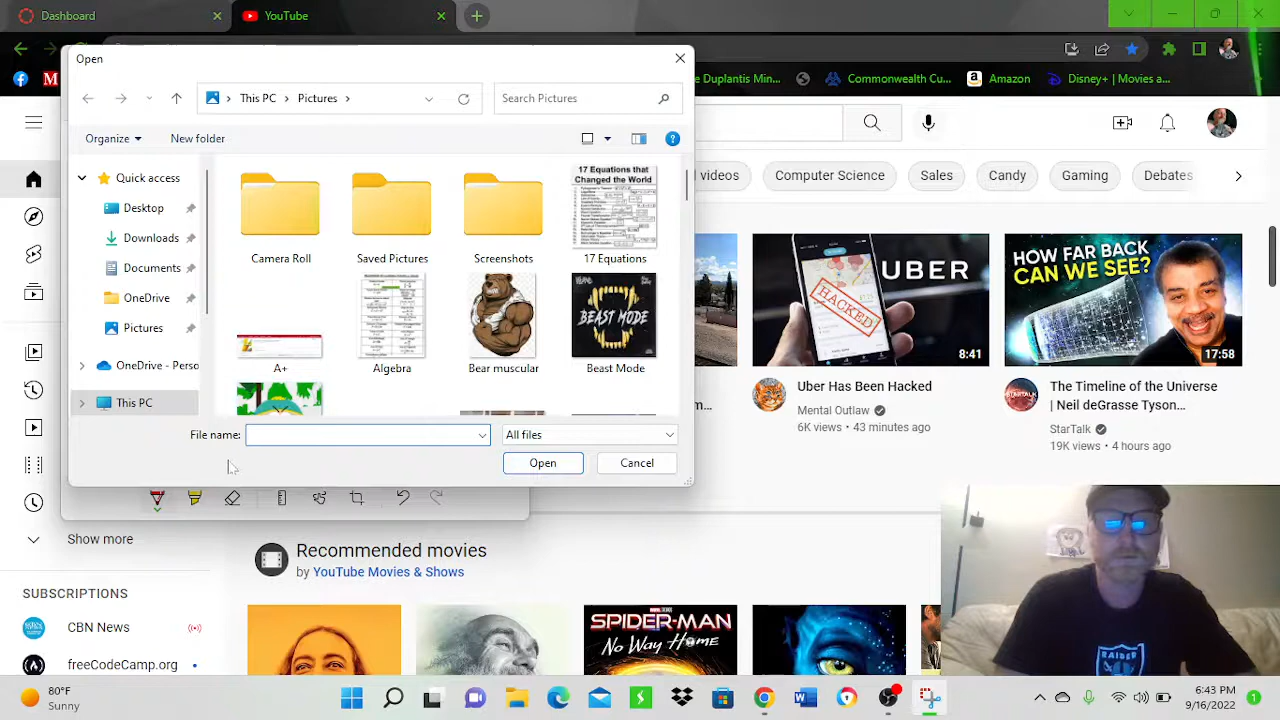 Dashboard
YouTube
Open
e Duplantis Min...
Commonwealth Cu...
Amazon
Disney+ | Movies a...
This PC
Pictures
Search Pictures
Organize
New folder
Quick access
Desktop
Downloads
Documents
OneDrive
Pictures
OneDrive - Perso
This PC
17 Equations that
Changed the World
Camera Roll
Saved Pictures
Screenshots
17 Equations
BEAST MODE
A+
Algebra
Bear muscular
Beast Mode
File name:
All files
Open
Cancel
l videos
Computer Science
Sales
Candy
Gaming
Debates
UBER
HACKED
8:41
HOW FAR BACK
CAN WE SEE?
17:58
Uber Has Been Hacked
Mental Outlaw
6K views • 43 minutes ago
The Timeline of the Universe
| Neil deGrasse Tyson...
StarTalk
19K views • 4 hours ago
Show more
SUBSCRIPTIONS
CBN News
freeCodeCamp.org
Recommended movies
by YouTube Movies & Shows
SPIDER-MAN
NO WAY HOME
RAIDER
80°F
Sunny
6:43 PM
9/16/2022
1